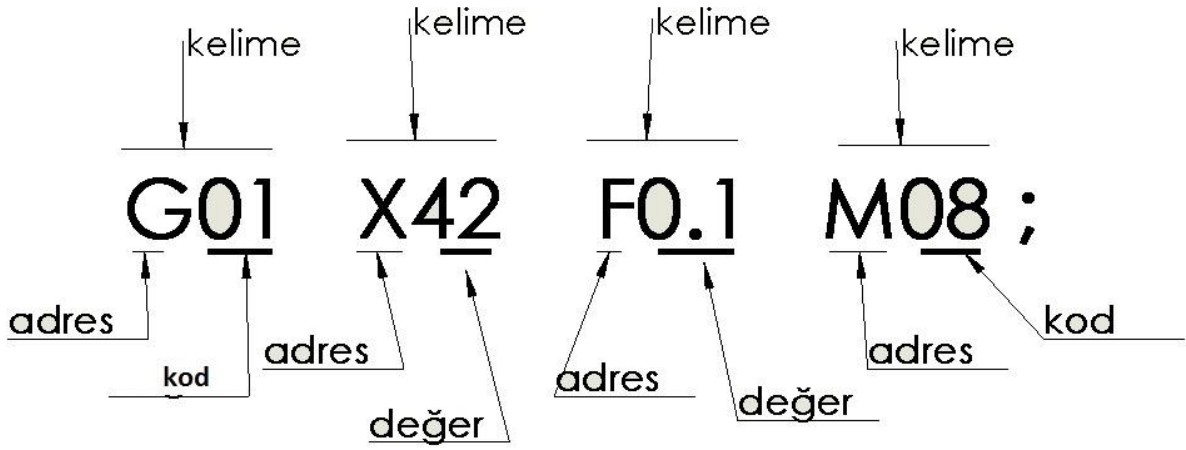 kelime kelime kelime kelime
G01 X42 F0.1 M08 ;
adres kod adres değer adres değer adres kod